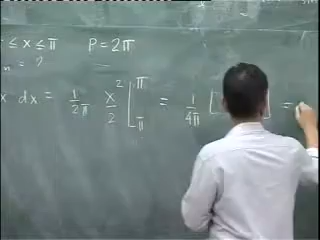 ≤ x ≤ π P = 2π
n = ?
x dx = 1/2π x²/2 [π π = 1/4π [ ] =